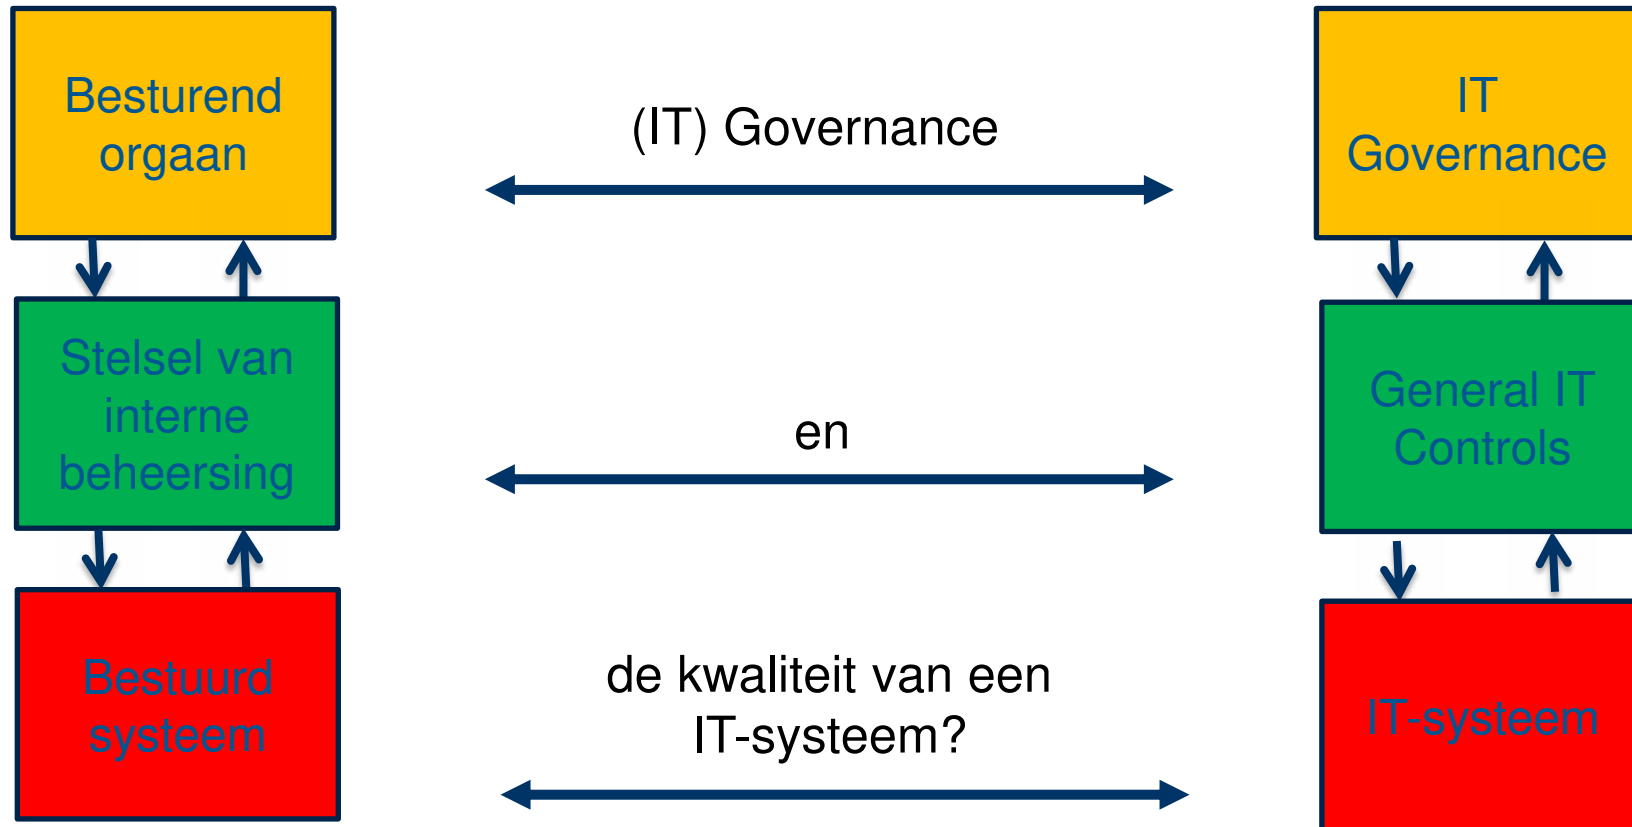 Besturend
orgaan
(IT) Governance
IT
Governance
Stelsel van
interne
beheersing
en
General IT
Controls
Bestuurd
systeem
de kwaliteit van een
IT-systeem?
IT-systeem